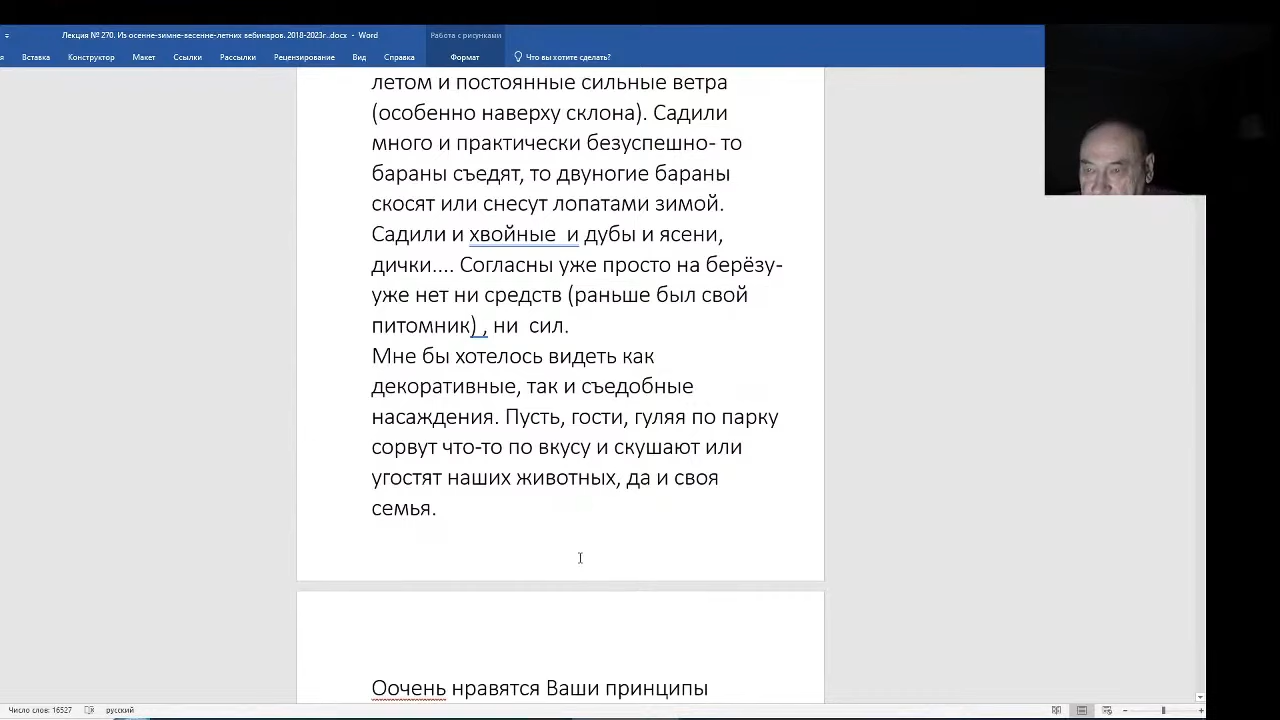 Лекция № 270. Из осенне-зимне-весенне-летних вебинаров. 2018-2023г..docx - Word
Работа с рисунками
Вставка Конструктор Макет Ссылки Рассылки Рецензирование Вид Справка Формат Что вы хотите сделать?
летом и постоянные сильные ветра
(особенно наверху склона). Садили
много и практически безуспешно- то
бараны съедят, то двуногие бараны
скосят или снесут лопатами зимой.
Садили и хвойные и дубы и ясени,
дички.... Согласны уже просто на берёзу-
уже нет ни средств (раньше был свой
питомник) , ни сил.
Мне бы хотелось видеть как
декоративные, так и съедобные
насаждения. Пусть, гости, гуляя по парку
сорвут что-то по вкусу и скушают или
угостят наших животных, да и своя
семья.
Оочень нравятся Ваши принципы
Число слов: 16527 русский